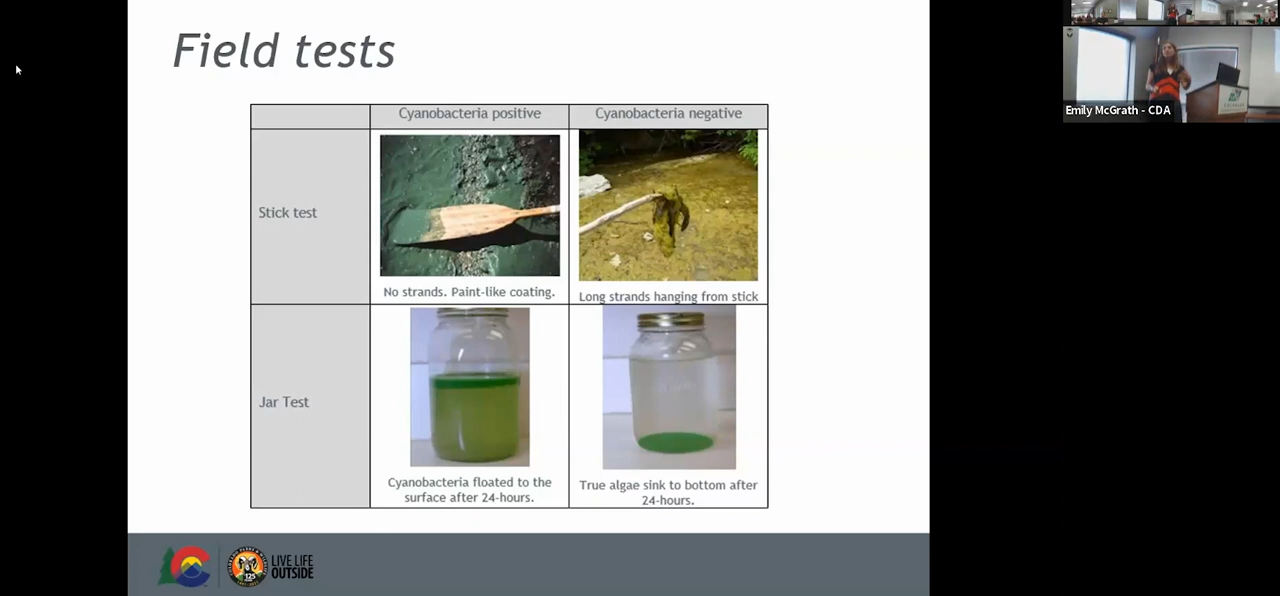 Field tests
Cyanobacteria positive
Cyanobacteria negative
Stick test
No strands. Paint-like coating.
Long strands hanging from stick
Jar Test
Cyanobacteria floated to the
surface after 24-hours.
True algae sink to bottom after
24-hours.
LIVE LIFE
OUTSIDE
125
Emily McGrath - CDA